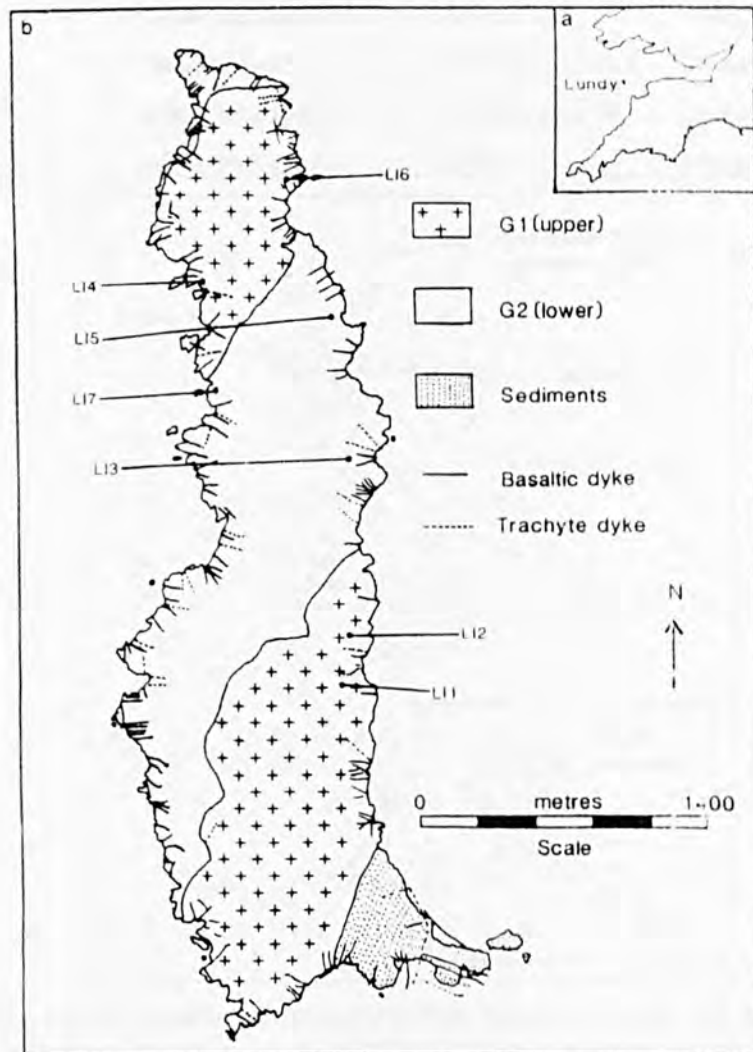 b
a
Lundy
L16
G1 (upper)
L14
G2 (lower)
L15
L17
Sediments
L13
Basaltic dyke
Trachyte dyke
N
L12
L11
0 metres 1400
Scale